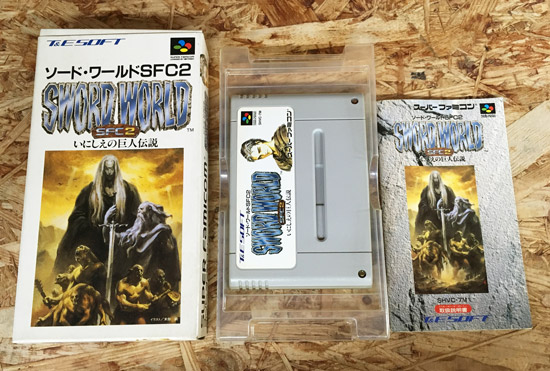 T&E SOFT
ソード・ワールドSFC2
SWORD WORLD
SFC2
TM
いにしえの巨人伝説
SUPER FAMICOM
ソード・ワールドSFC2
SWORD WORLD
SFC2
いにしえの巨人伝説
T&E SOFT
スーパーファミコン
ソード・ワールドSFC2
SWORD WORLD
SFC2
いにしえの巨人伝説
取扱説明書
T&E SOFT